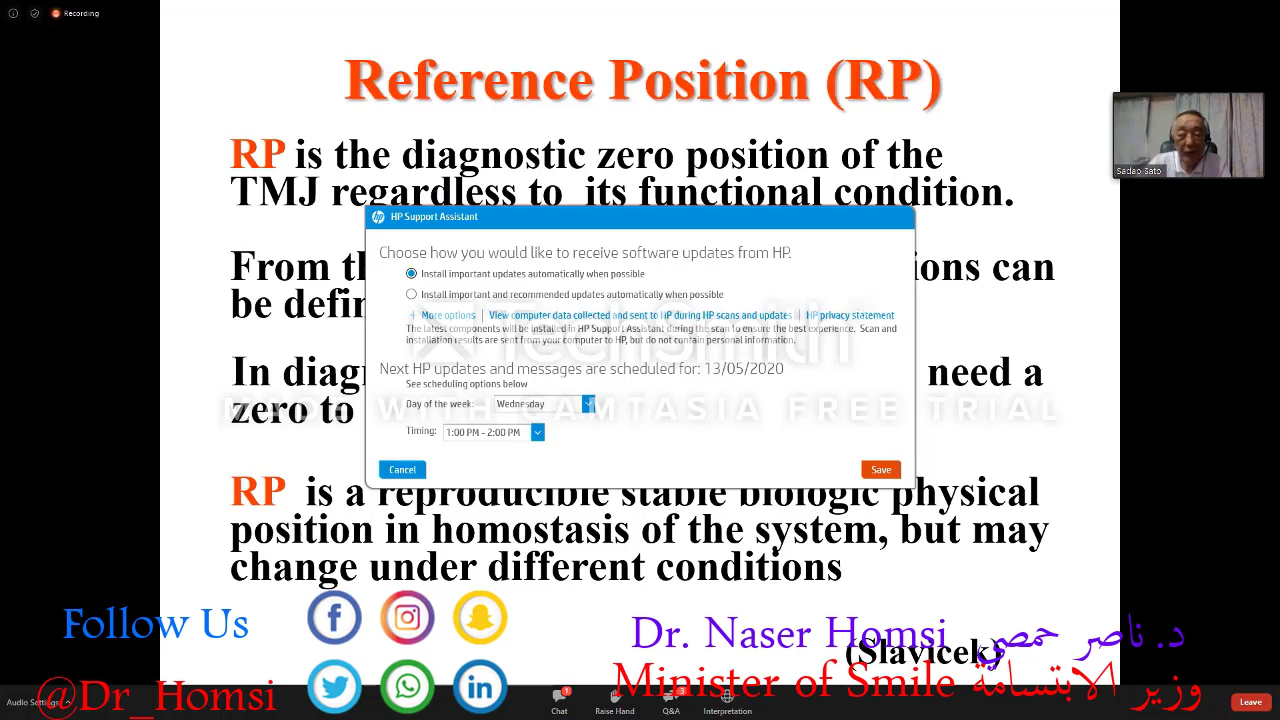 Recording
Reference Position (RP)
RP is the diagnostic zero position of the
TMJ regardless to its functional condition.
Sadao Sato
HP Support Assistant
Choose how you would like to receive software updates from HP.
From
ions can
Install important updates automatically when possible
Install important and recommended updates automatically when possible
be
+ More options | View computer data collected and sent to HP during HP scans and updates | HP privacy statement
The latest components will be installed in HP Support Assistant during the scan to ensure the best experience. Scan and
installation results are sent from your computer to HP, but do not contain personal information.
TechSmith
Next HP updates and messages are scheduled for: 13/05/2020
In
need a
See scheduling options below
Day of the week: Wednesday
zero to
MADE WITH CAMTASIA FREE TRIAL
Timing: 1:00 PM - 2:00 PM
Cancel
Save
RP is a reproducible stable biologic physical
position in homostasis of the system, but may
change under different conditions
(Slavicek)
Follow Us
Dr. Naser Homsi د. ناصر حمصي
@Dr_Homsi
Minister of Smile وزير الابتسامة
Audio Settings
Chat 1
Raise Hand
Q&A 3
Interpretation
Leave